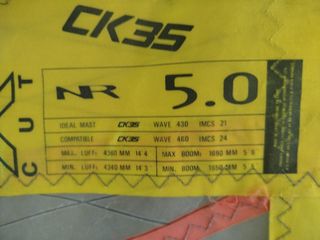 CK35
CUT
NR 5.0
IDEAL MAST CK35 WAVE 430 IMCS 21
COMPATIBLE CK35 WAVE 460 IMCS 24
MAX. LUFF: 4360 MM 14'4 MAX BOOM: 1690 MM 5'6
MIN. LUFF: 4340 MM 14'3 MIN. BOOM: 1650 MM 5'5